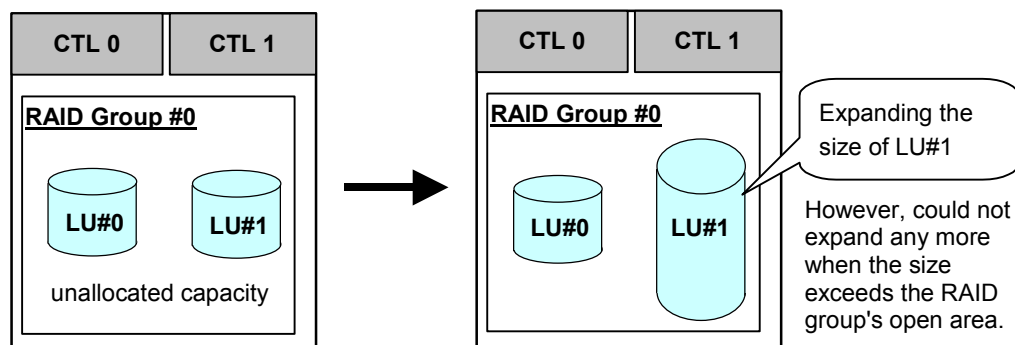 CTL 0
CTL 1
RAID Group #0
LU#0
LU#1
unallocated capacity
CTL 0
CTL 1
RAID Group #0
LU#0
LU#1
Expanding the
size of LU#1
However, could not
expand any more
when the size
exceeds the RAID
group's open area.